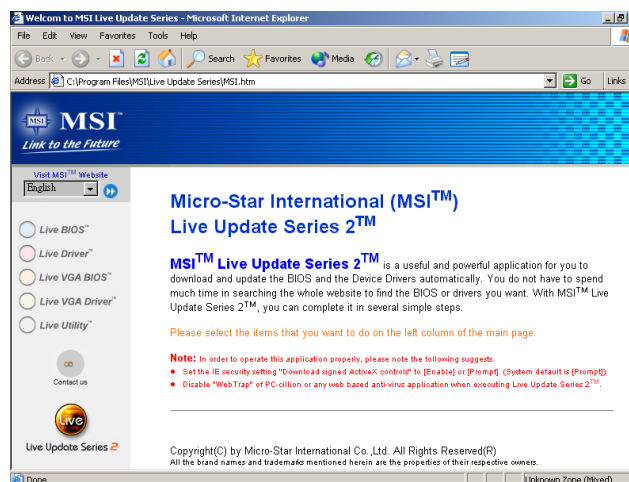 Welcom to MSI Live Update Series - Microsoft Internet Explorer
File Edit View Favorites Tools Help
Back Search Favorites Media
Address C:\Program Files\MSI\Live Update Series\MSI.htm Go Links
MSI MSI™
Link to the Future
Visit MSI™ Website
English
Live BIOS™
Live Driver™
Live VGA BIOS™
Live VGA Driver™
Live Utility™
Contact us
Live
Live Update Series 2
Micro-Star International (MSI™)
Live Update Series 2™
MSI™ Live Update Series 2™ is a useful and powerful application for you to
download and update the BIOS and the Device Drivers automatically. You do not have to spend
much time in searching the whole website to find the BIOS or drivers you want. With MSI™ Live
Update Series 2™, you can complete it in several simple steps.
Please select the items that you want to do on the left column of the main page.
Note: In order to operate this application properly, please note the following suggests.
• Set the IE security setting "Download signed ActiveX controls" to [Enable] or [Prompt]. (System default is [Prompt]).
• Disable "WebTrap" of PC-cillion or any web based anti-virus application when executing Live Update Series 2™.
Copyright(C) by Micro-Star International Co.,Ltd. All Rights Reserved(R)
All the brand names and trademarks mentioned herein are the properties of their respective owners.
Done Unknown Zone (Mixed)